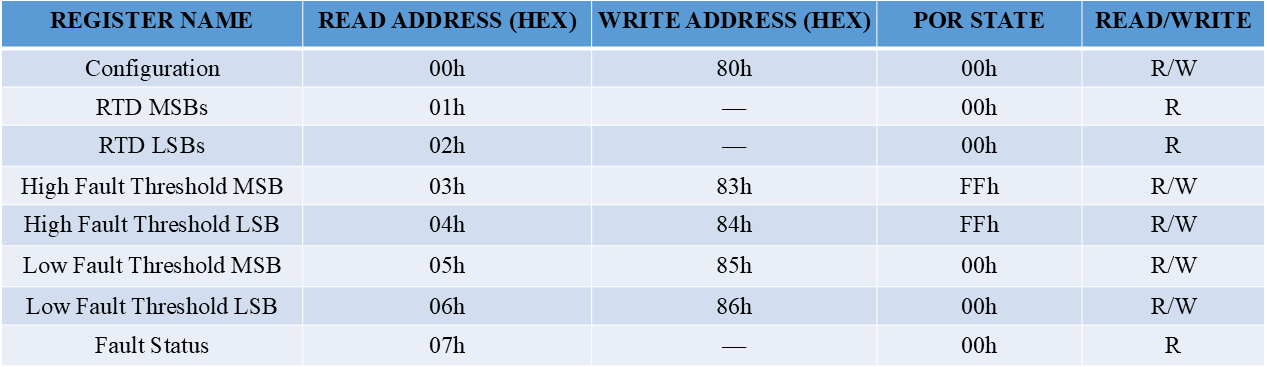 REGISTER NAME READ ADDRESS (HEX) WRITE ADDRESS (HEX) POR STATE READ/WRITE
Configuration 00h 80h 00h R/W
RTD MSBs 01h — 00h R
RTD LSBs 02h — 00h R
High Fault Threshold MSB 03h 83h FFh R/W
High Fault Threshold LSB 04h 84h FFh R/W
Low Fault Threshold MSB 05h 85h 00h R/W
Low Fault Threshold LSB 06h 86h 00h R/W
Fault Status 07h — 00h R